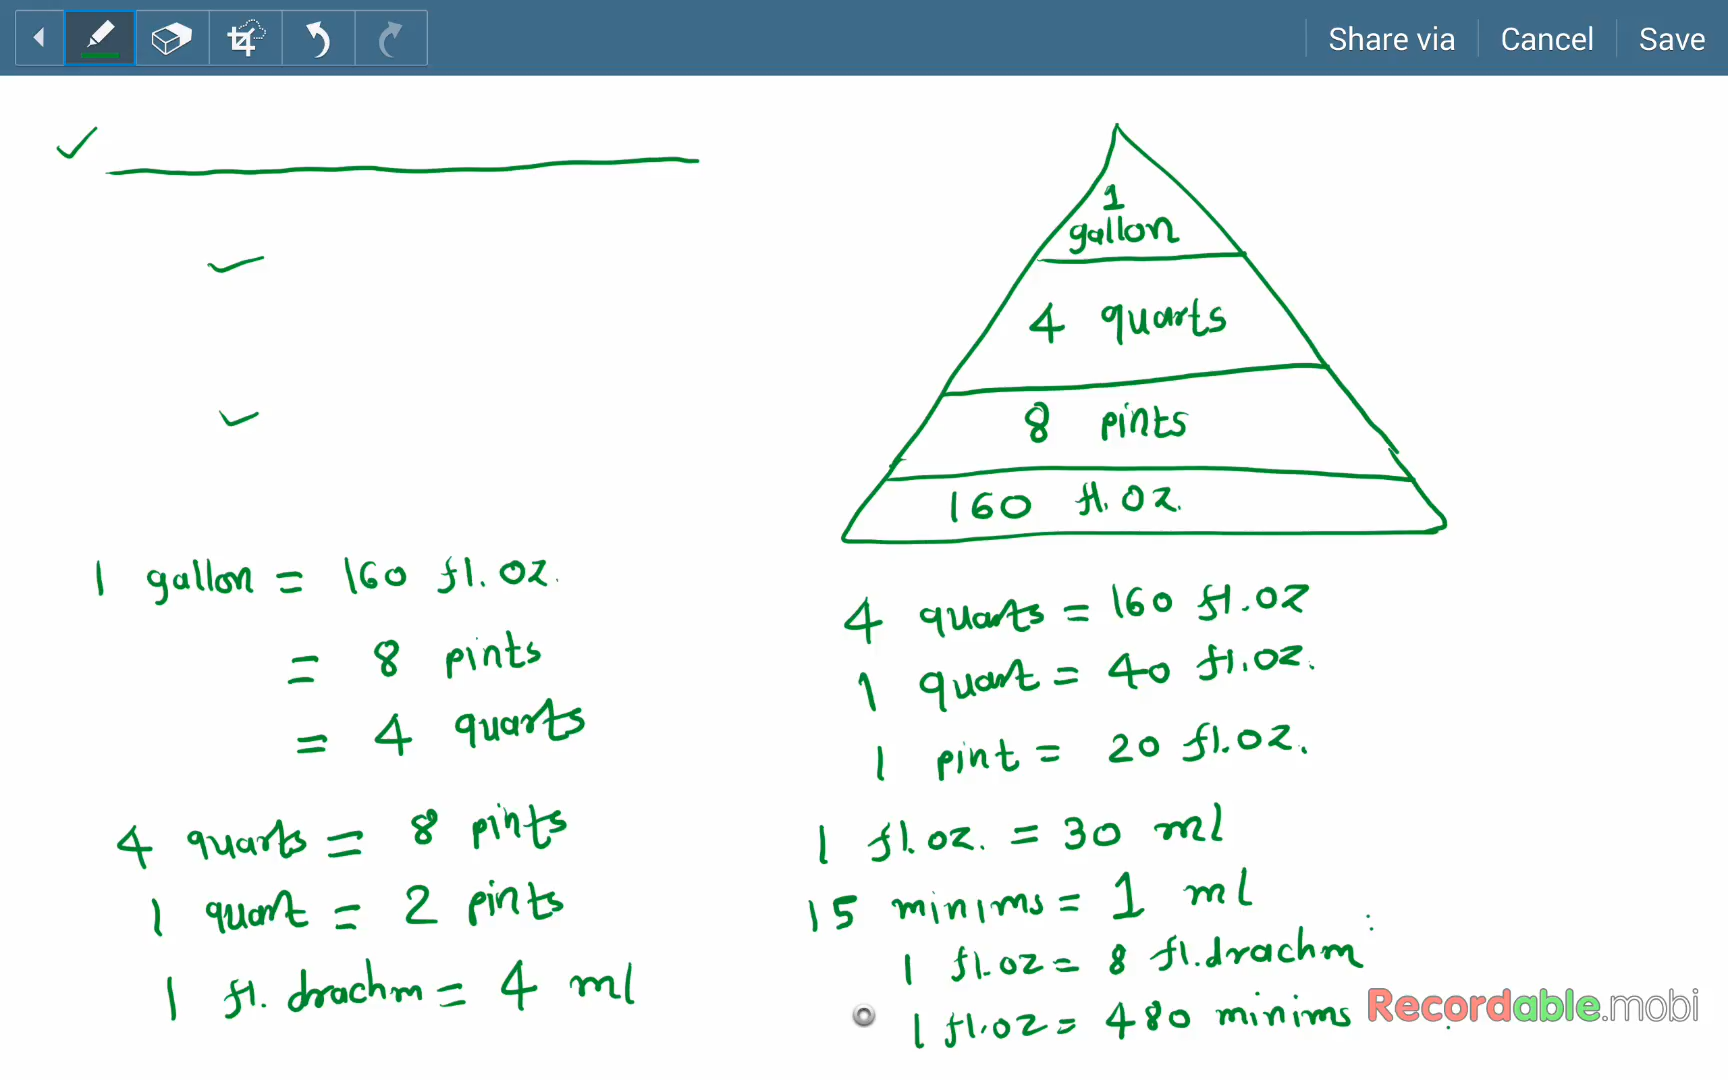 Share via Cancel Save
1
gallon
4 quarts
8 pints
160 fl.oz.
1 gallon = 160 fl.oz.
= 8 pints
= 4 quarts
4 quarts = 8 pints
1 quart = 2 pints
1 fl. drachm = 4 ml
4 quarts = 160 fl.oz
1 quart = 40 fl.oz.
1 pint = 20 fl.oz.
1 fl.oz. = 30 ml
15 minims = 1 ml
1 fl.oz = 8 fl.drachm
1 fl.oz = 480 minims
Recordable.mobi